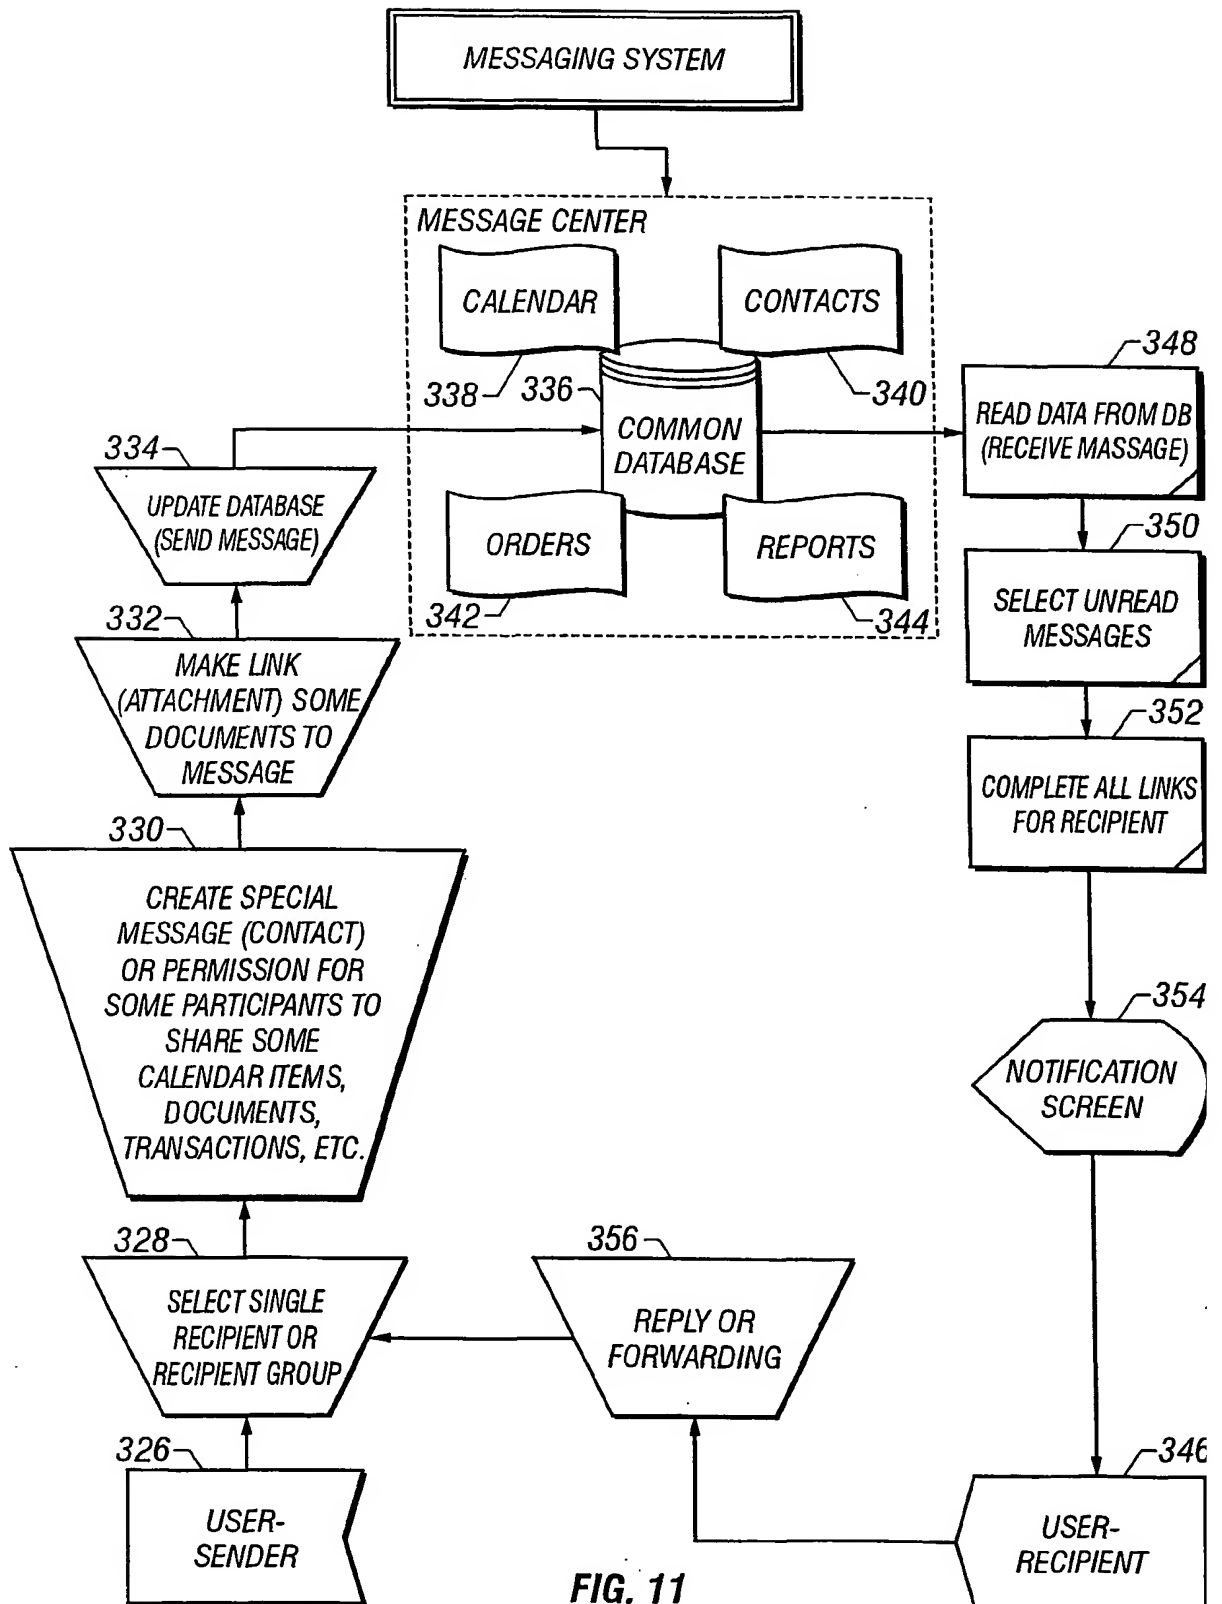 MESSAGING SYSTEM
MESSAGE CENTER
CALENDAR
CONTACTS
338
336
340
COMMON
DATABASE
ORDERS
REPORTS
342
344
348
READ DATA FROM DB
(RECEIVE MASSAGE)
350
SELECT UNREAD
MESSAGES
352
COMPLETE ALL LINKS
FOR RECIPIENT
354
NOTIFICATION
SCREEN
346
USER-
RECIPIENT
334
UPDATE DATABASE
(SEND MESSAGE)
332
MAKE LINK
(ATTACHMENT) SOME
DOCUMENTS TO
MESSAGE
330
CREATE SPECIAL
MESSAGE (CONTACT)
OR PERMISSION FOR
SOME PARTICIPANTS TO
SHARE SOME
CALENDAR ITEMS,
DOCUMENTS,
TRANSACTIONS, ETC.
328
SELECT SINGLE
RECIPIENT OR
RECIPIENT GROUP
356
REPLY OR
FORWARDING
326
USER-
SENDER
FIG. 11